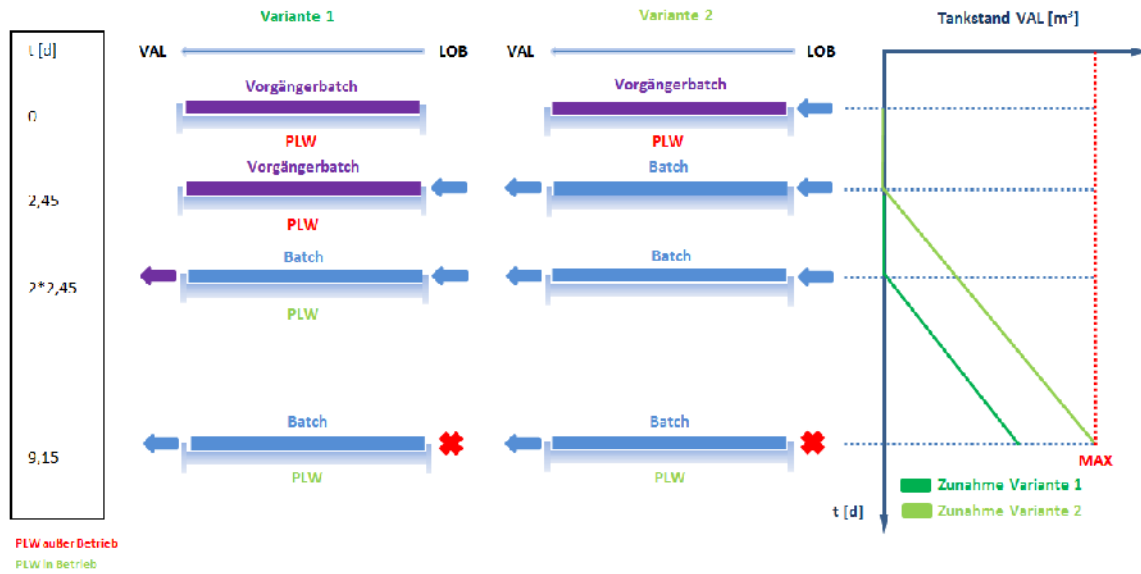 Variante 1
Variante 2
Tankstand VAL [m³]
t [d]
VAL
LOB
VAL
LOB
Vorgängerbatch
Vorgängerbatch
0
PLW
PLW
Vorgängerbatch
Batch
2,45
PLW
Batch
Batch
2*2,45
PLW
Batch
Batch
9,15
PLW
PLW
MAX
Zunahme Variante 1
t [d]
Zunahme Variante 2
PLW außer Betrieb
PLW in Betrieb